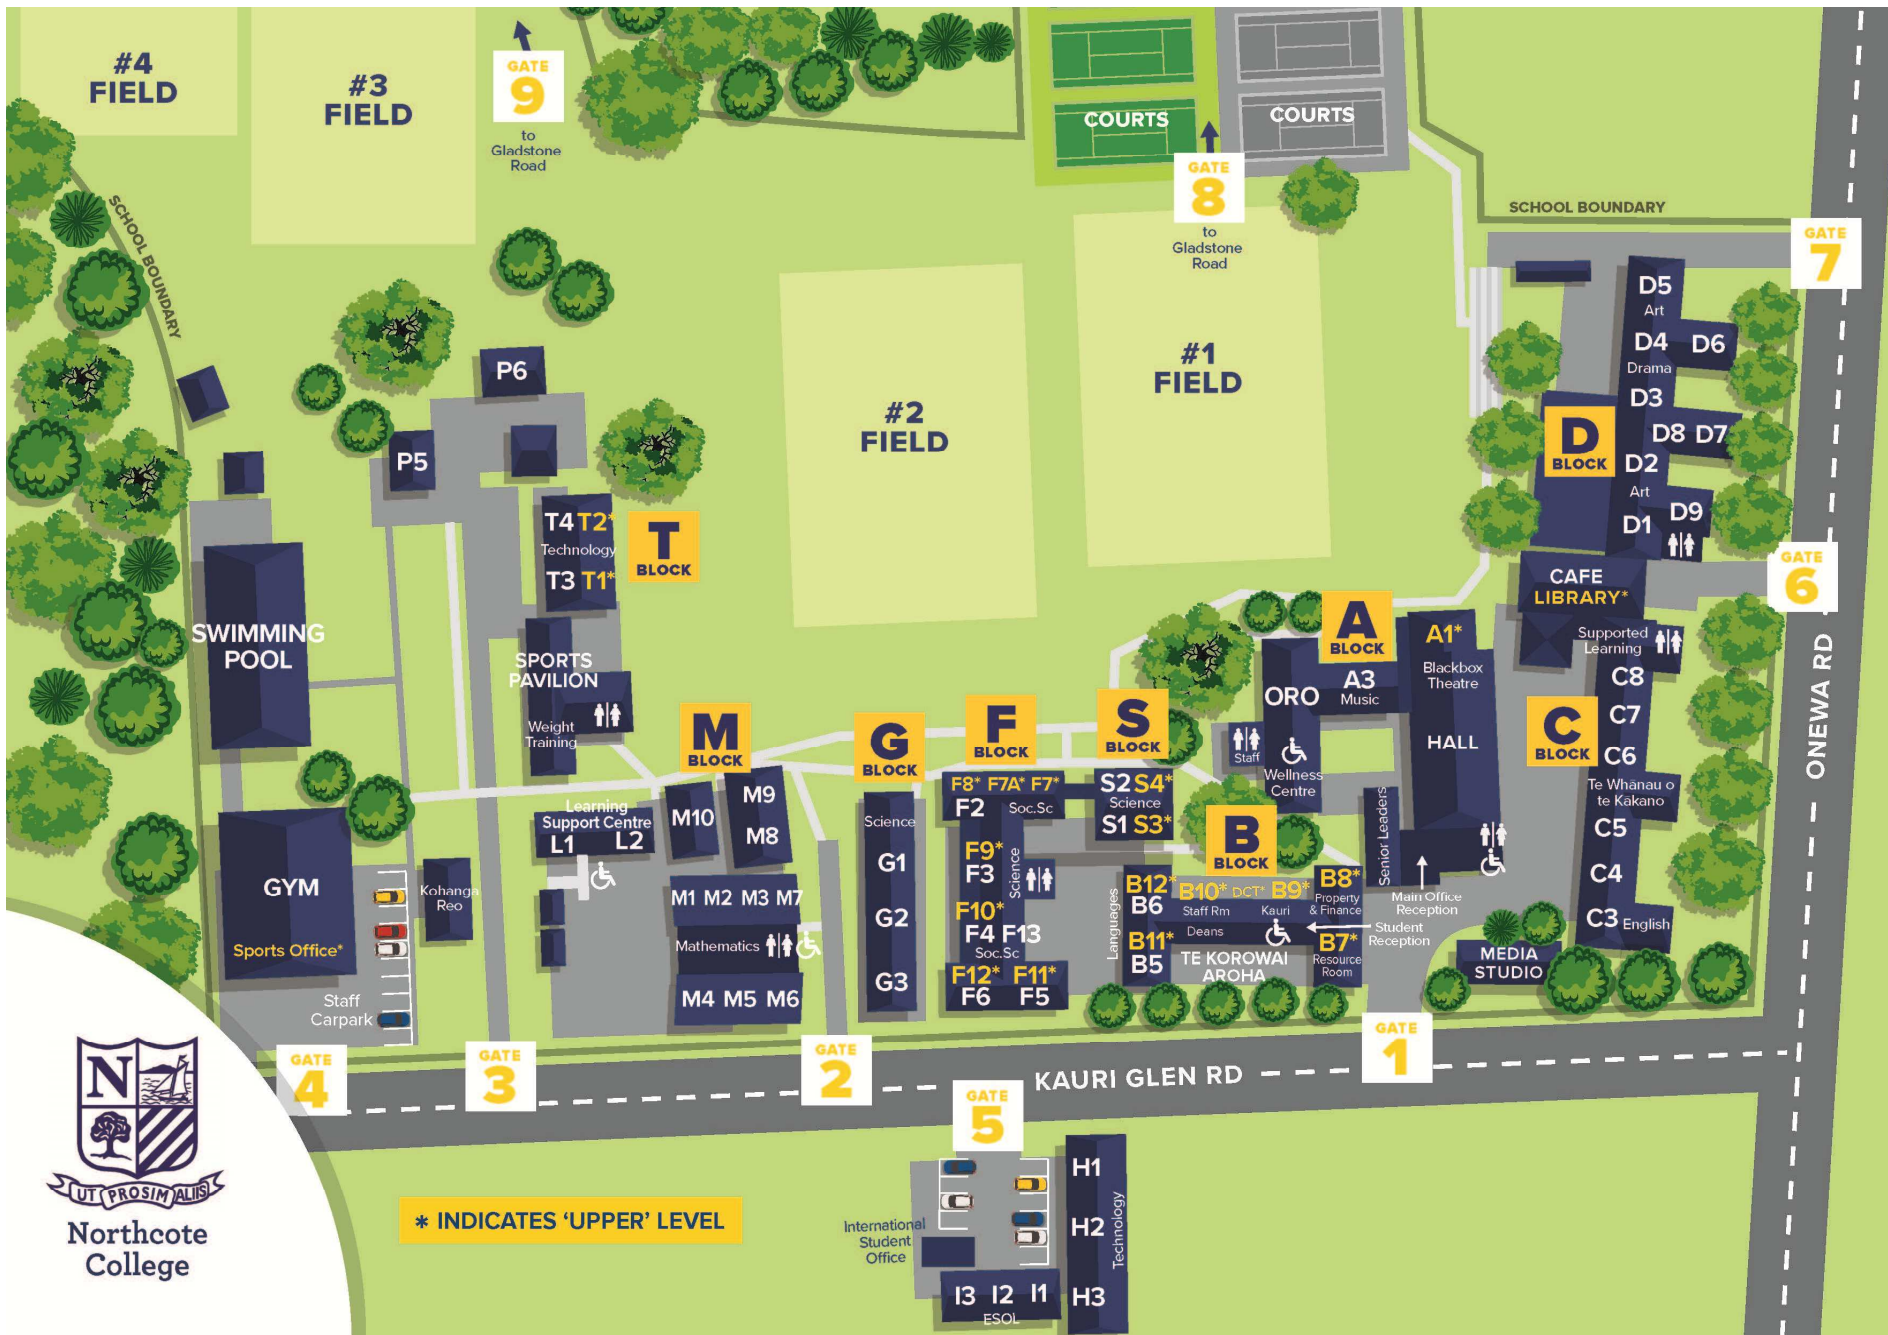 #4
FIELD
#3
FIELD
GATE
9
to
Gladstone
Road
COURTS
COURTS
GATE
8
to
Gladstone
Road
SCHOOL BOUNDARY
SCHOOL BOUNDARY
GATE
7
#1
FIELD
#2
FIELD
D5
Art
D4
D6
Drama
D3
D8 D7
D
BLOCK
D2
Art
D9
D1
P6
P5
T4 T2*
Technology
T3 T1*
T
BLOCK
GATE
6
CAFE
LIBRARY*
Supported
Learning
ONEWA RD
SWIMMING
POOL
SPORTS
PAVILION
Weight
Training
A
BLOCK
A1*
Blackbox
Theatre
A3
Music
ORO
HALL
Staff
Wellness
Centre
C8
C7
C
BLOCK
C6
Te Whānau o
te Kākano
C5
C4
C3 English
M
BLOCK
G
BLOCK
F
BLOCK
S
BLOCK
M9
M10
M8
Learning
Support Centre
L1 L2
Science
G1
G2
G3
F8* F7A* F7*
F2 Soc.Sc
F9*
F3
Science
F10*
F4 F13
Soc.Sc
F12* F11*
F6 F5
S2 S4*
Science
S1 S3*
B
BLOCK
Senior Leaders
Main Office
Reception
Languages
B12*
B6
B10* DCT* B9*
Staff Rm Kauri
B8*
Property
& Finance
Deans
Student
Reception
B11*
B5
TE KOROWAI
AROHA
B7*
Resource
Room
MEDIA
STUDIO
GYM
Sports Office*
Kohanga
Reo
M1 M2 M3 M7
Mathematics
M4 M5 M6
Staff
Carpark
GATE
4
GATE
3
GATE
2
GATE
1
KAURI GLEN RD
GATE
5
H1
H2
Technology
H3
International
Student
Office
I3 I2 I1
ESOL
* INDICATES ‘UPPER’ LEVEL
N
UT PROSIM ALIIS
Northcote
College